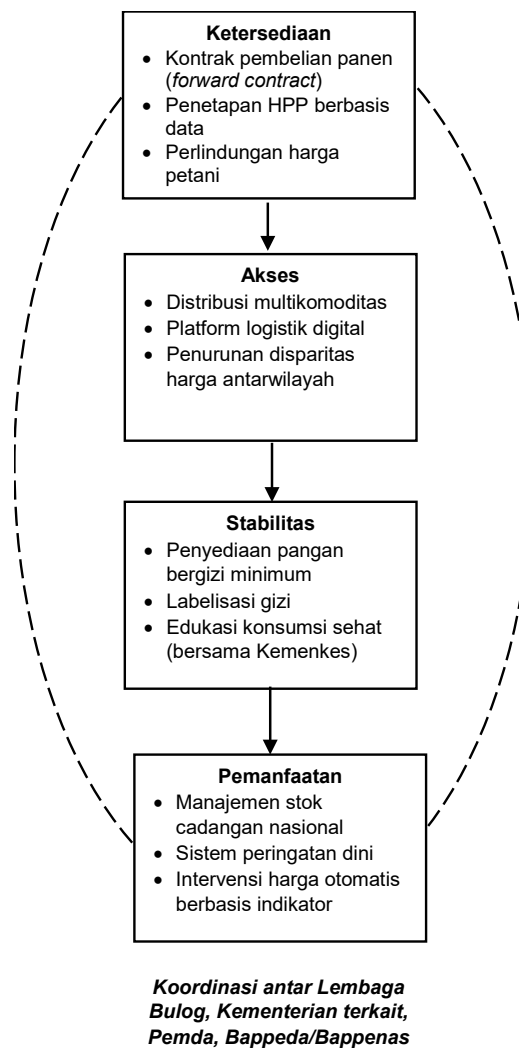 Ketersediaan
• Kontrak pembelian panen
(forward contract)
• Penetapan HPP berbasis
data
• Perlindungan harga
petani
Akses
• Distribusi multikomoditas
• Platform logistik digital
• Penurunan disparitas
harga antarwilayah
Stabilitas
• Penyediaan pangan
bergizi minimum
• Labelisasi gizi
• Edukasi konsumsi sehat
(bersama Kemenkes)
Pemanfaatan
• Manajemen stok
cadangan nasional
• Sistem peringatan dini
• Intervensi harga otomatis
berbasis indikator
Koordinasi antar Lembaga
Bulog, Kementerian terkait,
Pemda, Bappeda/Bappenas